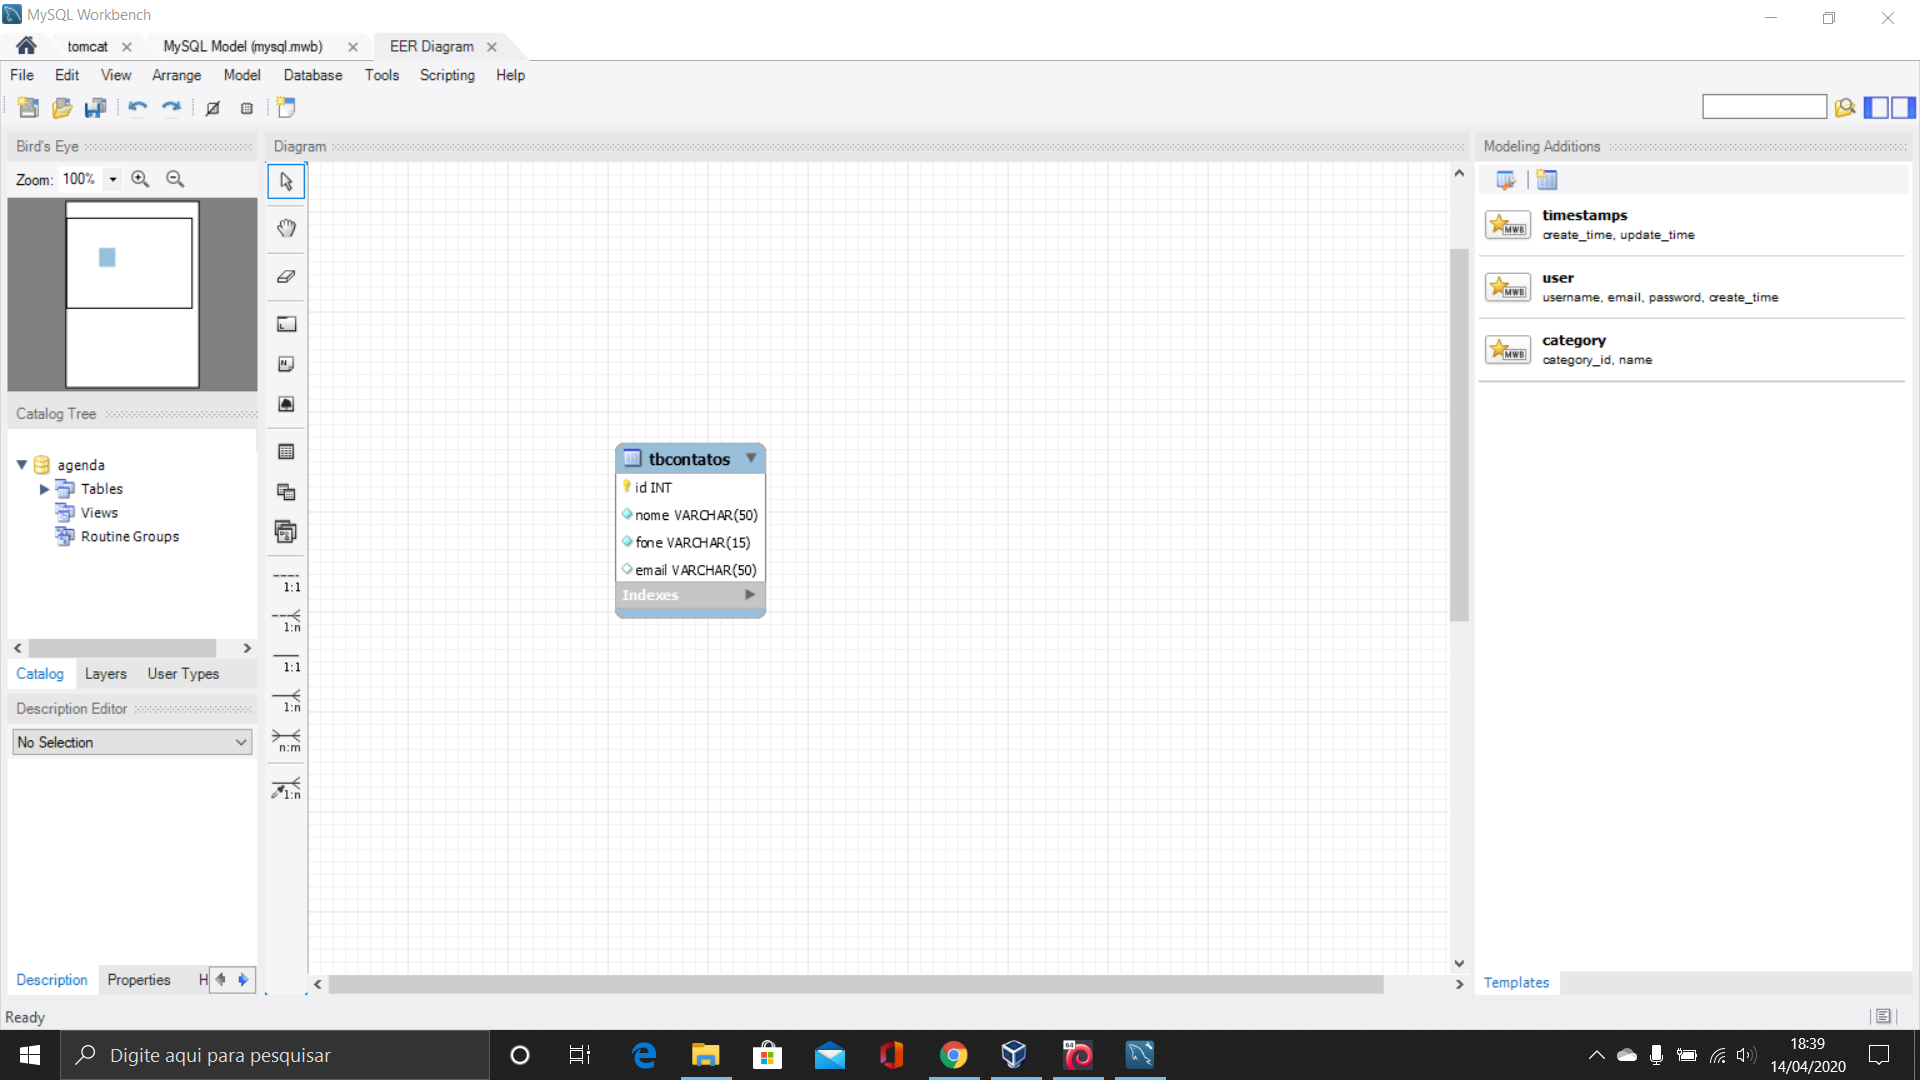 MySQL Workbench
tomcat
MySQL Model (mysql.mwb)
EER Diagram
File Edit View Arrange Model Database Tools Scripting Help
Bird's Eye
Diagram
Modeling Additions
Zoom: 100%
timestamps
create_time, update_time
user
username, email, password, create_time
category
category_id, name
MWB
MWB
MWB
Catalog Tree
agenda
Tables
Views
Routine Groups
tbcontatos
id INT
nome VARCHAR(50)
fone VARCHAR(15)
email VARCHAR(50)
Indexes
1:1
1:n
1:1
1:n
n:m
1:n
Catalog Layers User Types
Description Editor
No Selection
Description Properties H
Templates
Ready
Digite aqui para pesquisar
64
18:39
14/04/2020